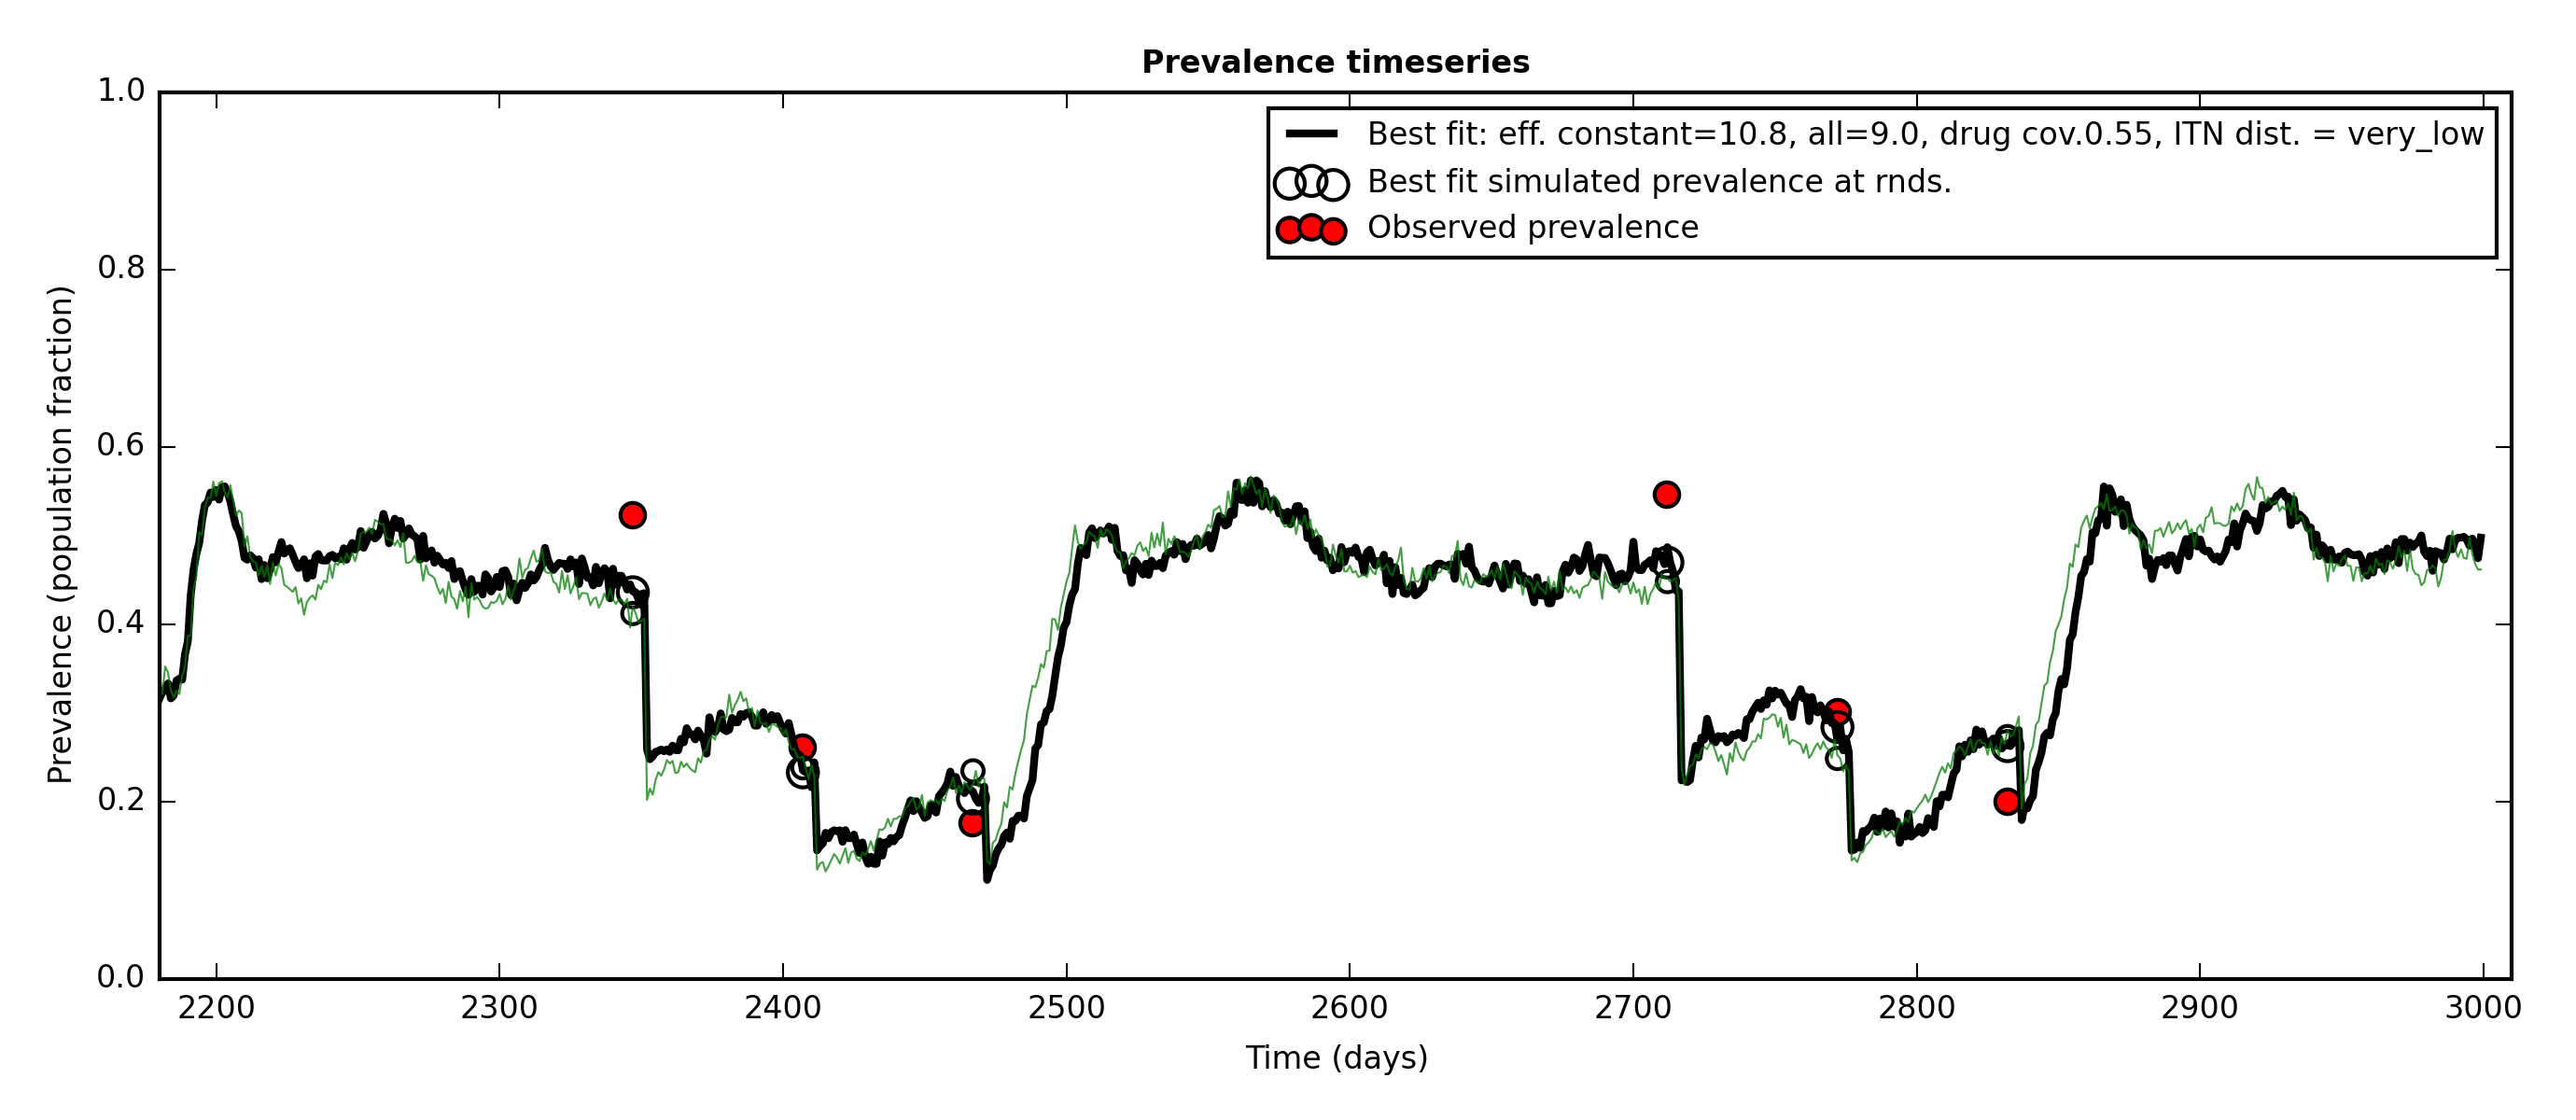 Prevalence timeseries
1.0
0.8
0.6
0.4
0.2
0.0
Prevalence (population fraction)
Best fit: eff. constant=10.8, all=9.0, drug cov.0.55, ITN dist. = very_low
Best fit simulated prevalence at rnds.
Observed prevalence
2200 2300 2400 2500 2600 2700 2800 2900 3000
Time (days)